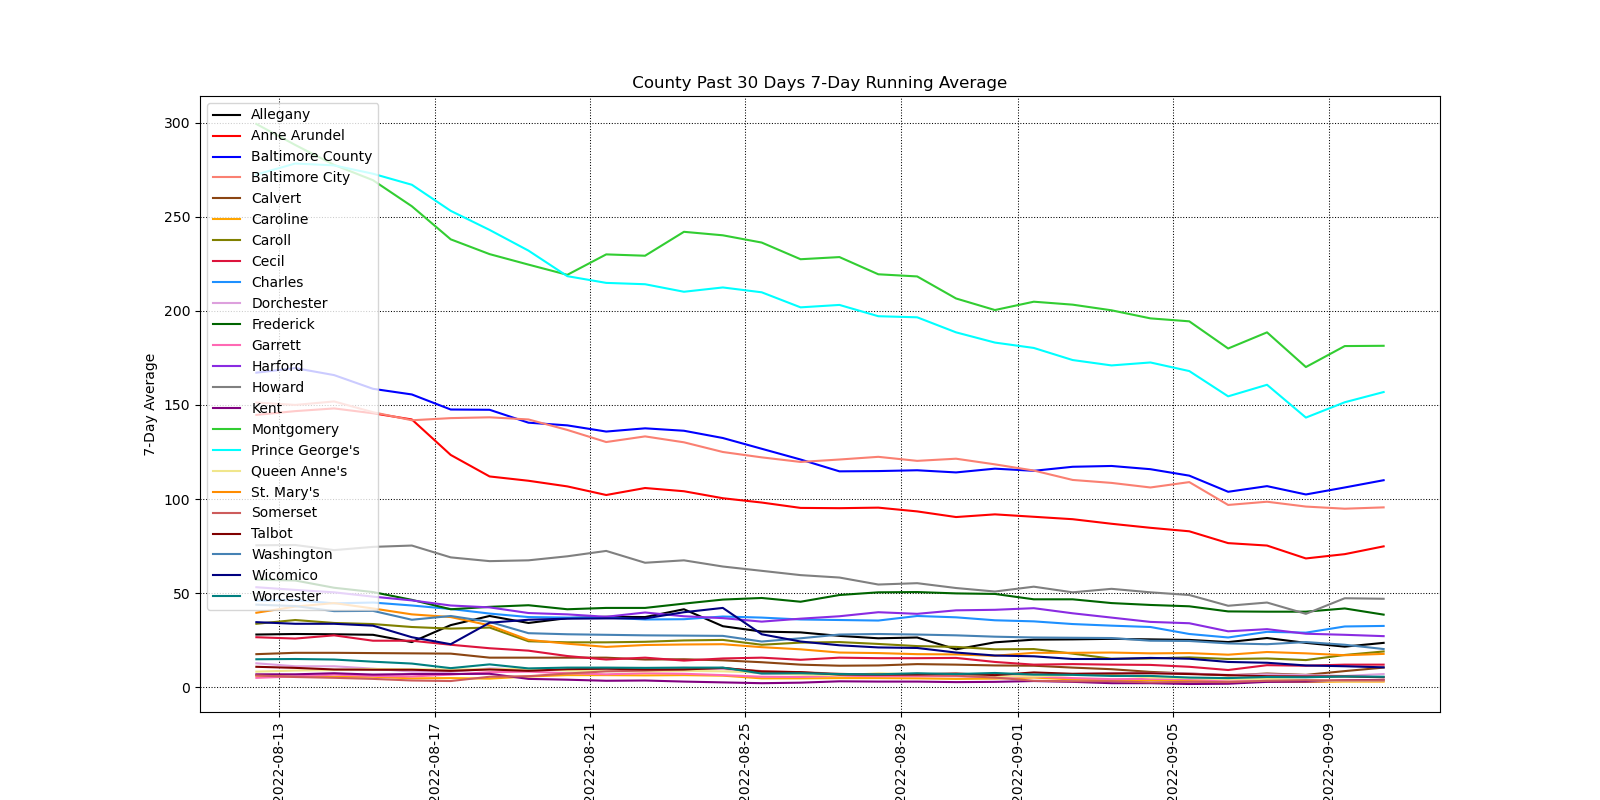 County Past 30 Days 7-Day Running Average
7-Day Average
300
250
200
150
100
50
0
Allegany
Anne Arundel
Baltimore County
Baltimore City
Calvert
Caroline
Caroll
Cecil
Charles
Dorchester
Frederick
Garrett
Harford
Howard
Kent
Montgomery
Prince George's
Queen Anne's
St. Mary's
Somerset
Talbot
Washington
Wicomico
Worcester
2022-08-13
2022-08-17
2022-08-21
2022-08-25
2022-08-29
2022-09-01
2022-09-05
2022-09-09